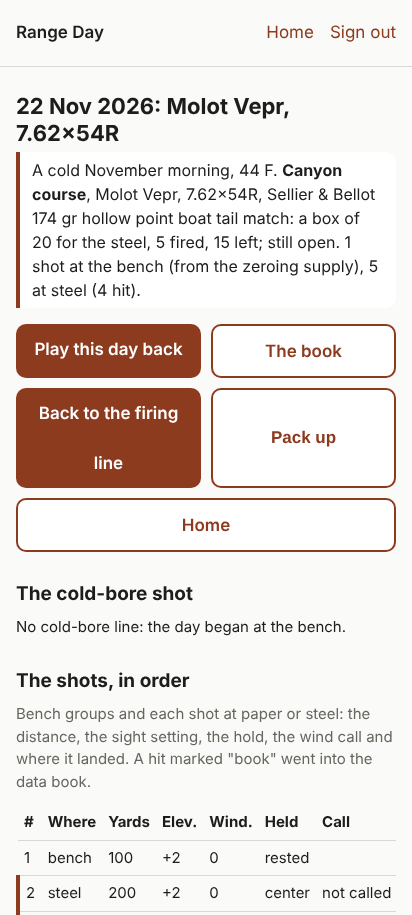 Range Day
Home
Sign out
22 Nov 2026: Molot Vepr,
7.62×54R
A cold November morning, 44 F. Canyon
course, Molot Vepr, 7.62×54R, Sellier & Bellot
174 gr hollow point boat tail match: a box of
20 for the steel, 5 fired, 15 left; still open. 1
shot at the bench (from the zeroing supply), 5
at steel (4 hit).
Play this day back
The book
Back to the firing
line
Pack up
Home
The cold-bore shot
No cold-bore line: the day began at the bench.
The shots, in order
Bench groups and each shot at paper or steel: the
distance, the sight setting, the hold, the wind call and
where it landed. A hit marked "book" went into the
data book.
# Where Yards Elev. Wind. Held Call
1 bench 100 +2 0 rested
2 steel 200 +2 0 center not called